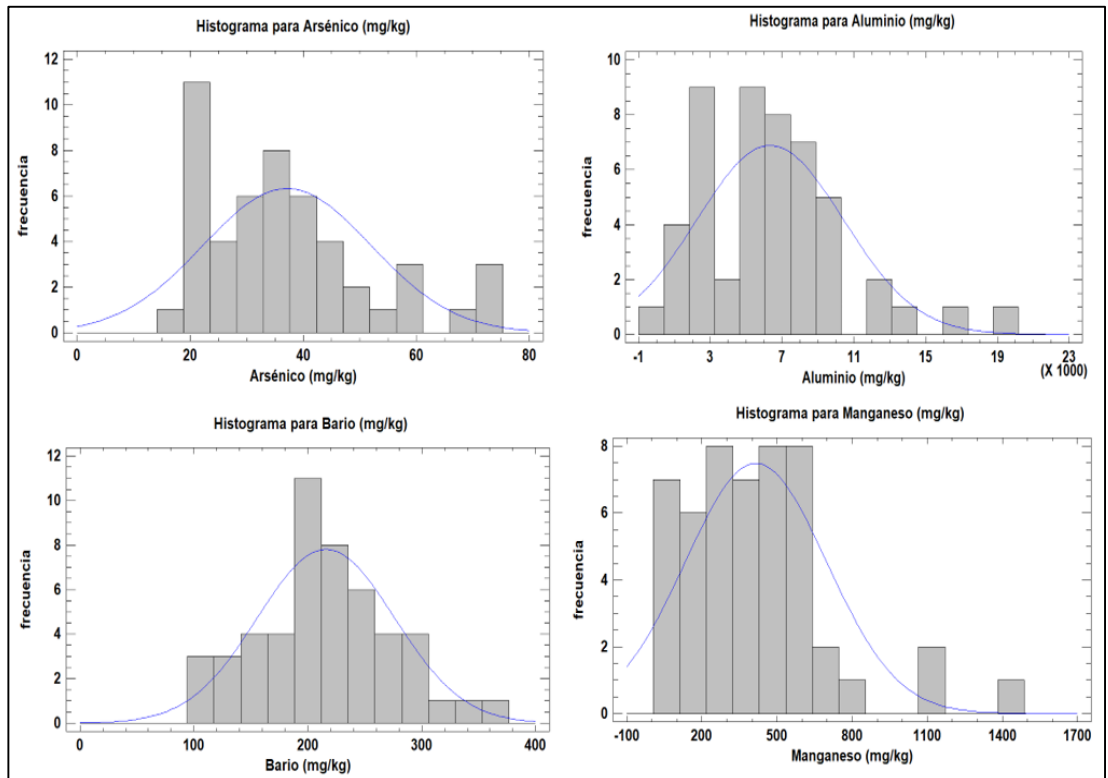 Histograma para Arsénico (mg/kg)
12
10
8
6
4
2
0
frecuencia
0 20 40 60 80
Arsénico (mg/kg)
Histograma para Aluminio (mg/kg)
10
8
6
4
2
0
frecuencia
-1 3 7 11 15 19 23
(X 1000)
Aluminio (mg/kg)
Histograma para Bario (mg/kg)
12
10
8
6
4
2
0
frecuencia
0 100 200 300 400
Bario (mg/kg)
Histograma para Manganeso (mg/kg)
8
6
4
2
0
frecuencia
-100 200 500 800 1100 1400 1700
Manganeso (mg/kg)